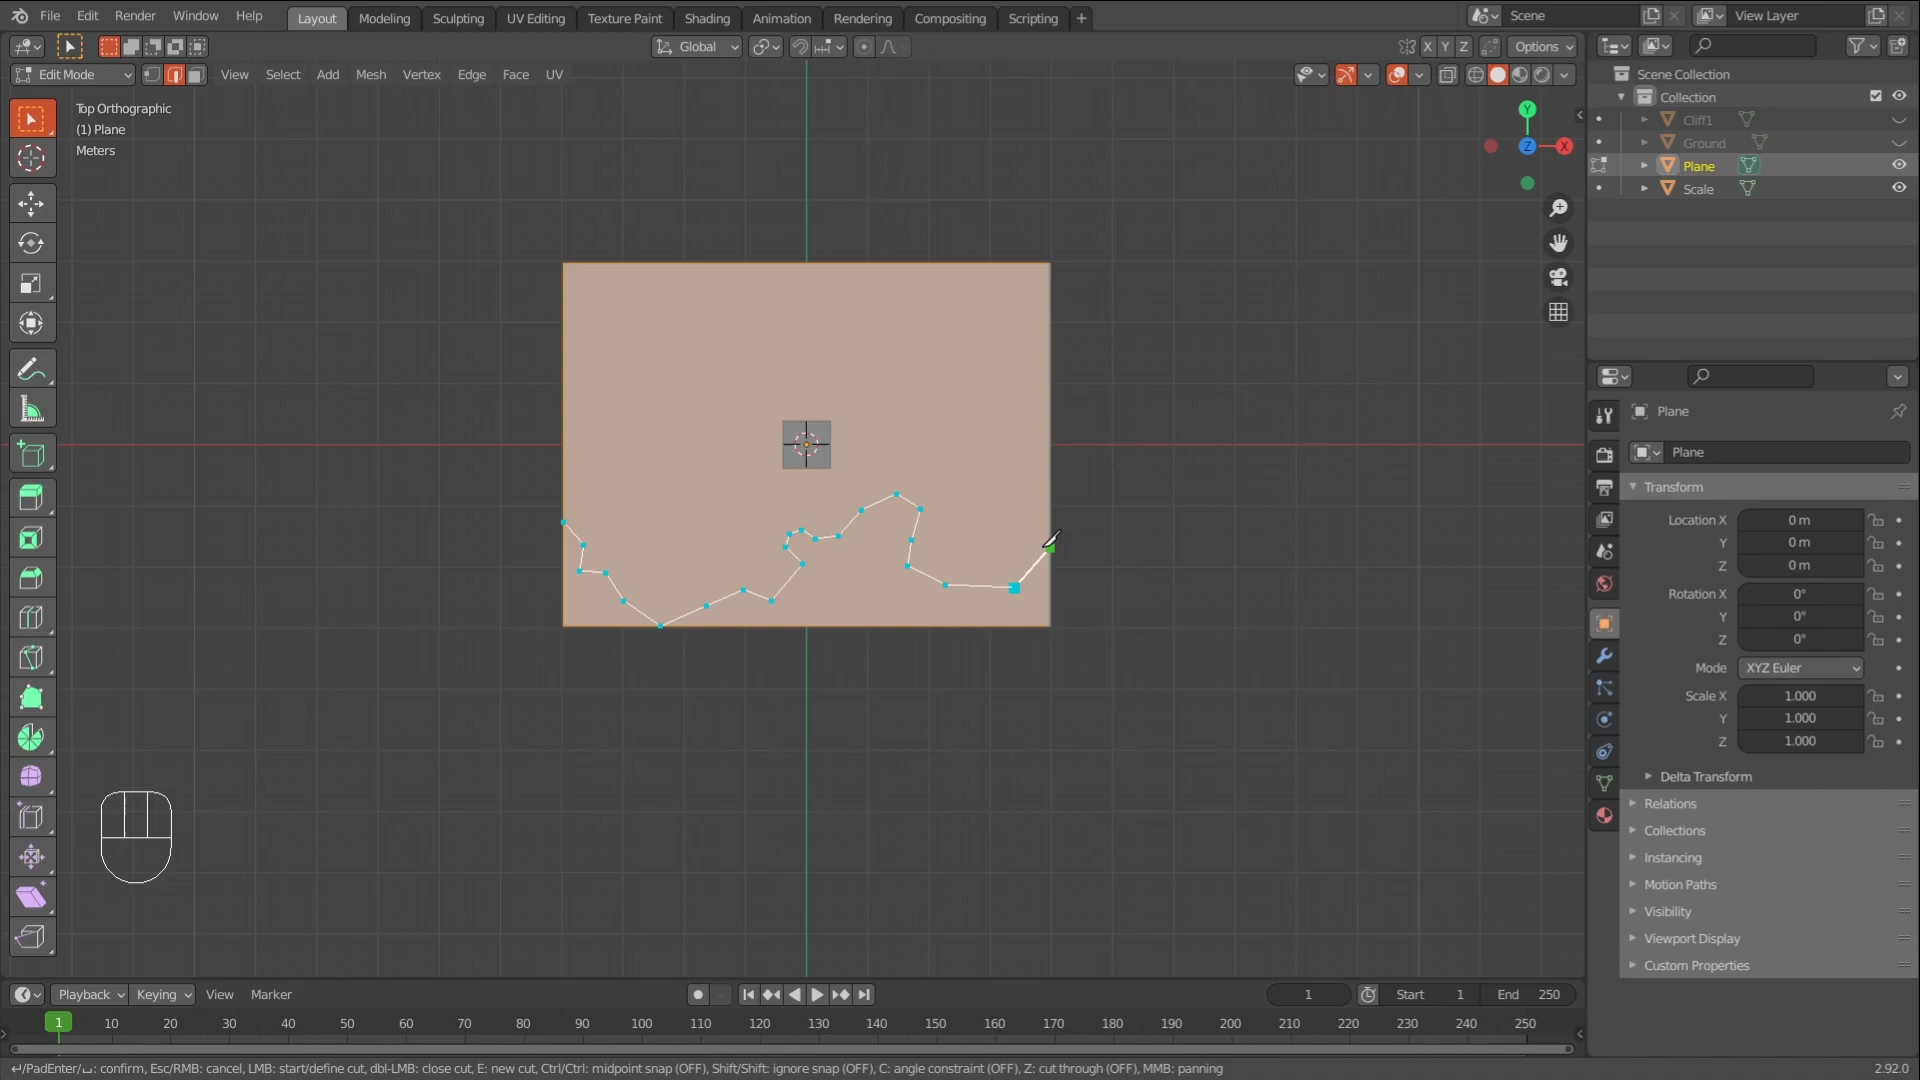 File Edit Render Window Help Layout Modeling Sculpting UV Editing Texture Paint Shading Animation Rendering Compositing Scripting + Scene View Layer
Global X Y Z Options
Edit Mode View Select Add Mesh Vertex Edge Face UV
Top Orthographic
(1) Plane
Meters
Y
Z
X
Scene Collection
Collection
Cliff1
Ground
Plane
Scale
Plane
Plane
Transform
Location X 0 m
Y 0 m
Z 0 m
Rotation X 0°
Y 0°
Z 0°
Mode XYZ Euler
Scale X 1.000
Y 1.000
Z 1.000
Delta Transform
Relations
Collections
Instancing
Motion Paths
Visibility
Viewport Display
Custom Properties
Playback Keying View Marker 1 Start 1 End 250
1 10 20 30 40 50 60 70 80 90 100 110 120 130 140 150 160 170 180 190 200 210 220 230 240 250
↵/PadEnter/␣: confirm, Esc/RMB: cancel, LMB: start/define cut, dbl-LMB: close cut, E: new cut, Ctrl/Ctrl: midpoint snap (OFF), Shift/Shift: ignore snap (OFF), C: angle constraint (OFF), Z: cut through (OFF), MMB: panning 2.92.0